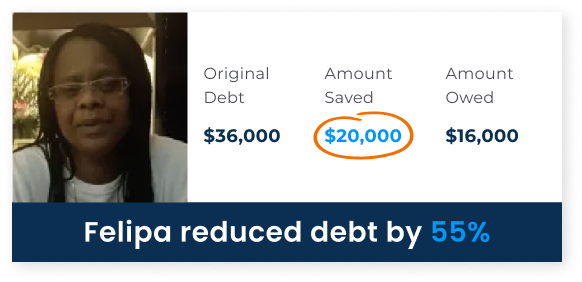 Original Debt
$36,000
Amount Saved
$20,000
Amount Owed
$16,000
Felipa reduced debt by 55%